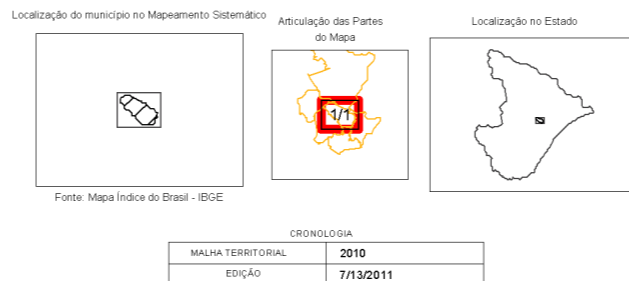 Localização do município no Mapeamento Sistemático
Articulação das Partes
do Mapa
Localização no Estado
1/1
Fonte: Mapa Índice do Brasil - IBGE
CRONOLOGIA
MALHA TERRITORIAL 2010
EDIÇÃO 7/13/2011